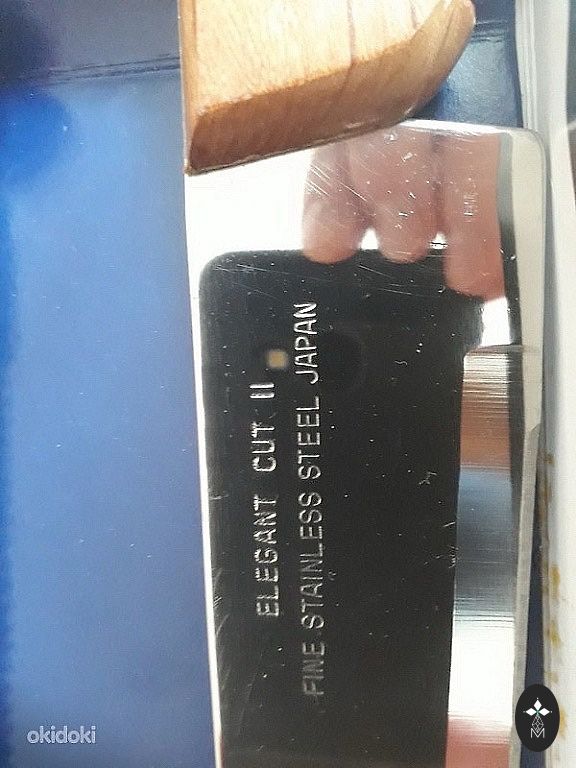 ELEGANT CUT II
FINE STAINLESS STEEL JAPAN
okidoki
M